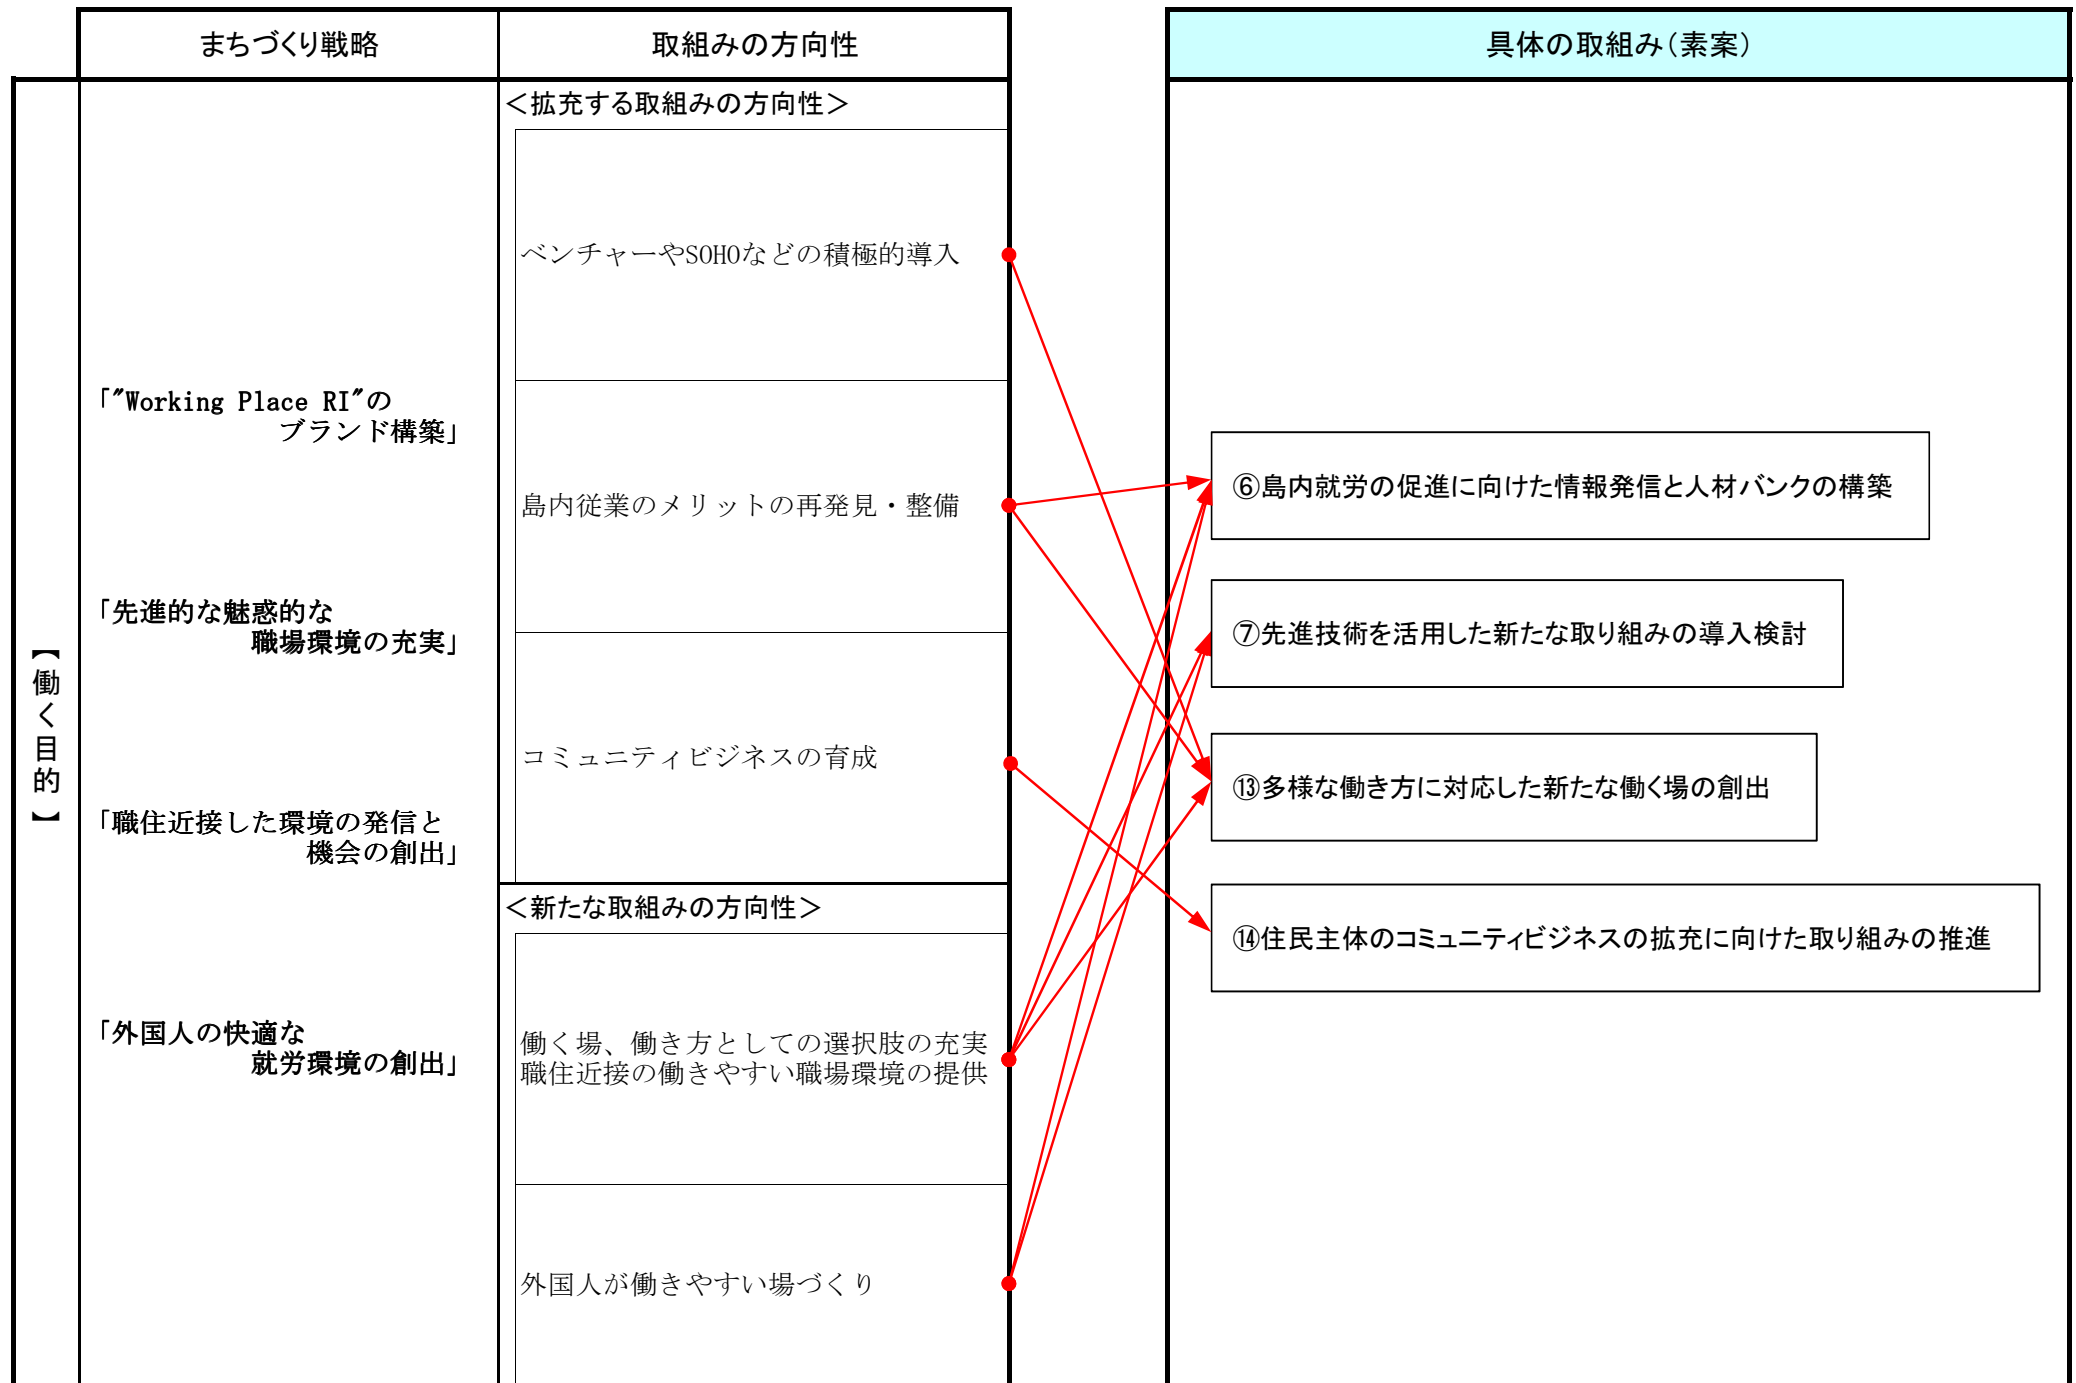 まちづくり戦略
取組みの方向性
具体の取組み(素案)
【働く目的】
「"Working Place RI"の
ブランド構築」
「先進的な魅惑的な
職場環境の充実」
「職住近接した環境の発信と
機会の創出」
「外国人の快適な
就労環境の創出」
<拡充する取組みの方向性>
ベンチャーやSOHOなどの積極的導入
島内従業のメリットの再発見・整備
コミュニティビジネスの育成
<新たな取組みの方向性>
働く場、働き方としての選択肢の充実
職住近接の働きやすい職場環境の提供
外国人が働きやすい場づくり
⑥島内就労の促進に向けた情報発信と人材バンクの構築
⑦先進技術を活用した新たな取り組みの導入検討
⑬多様な働き方に対応した新たな働く場の創出
⑭住民主体のコミュニティビジネスの拡充に向けた取り組みの推進